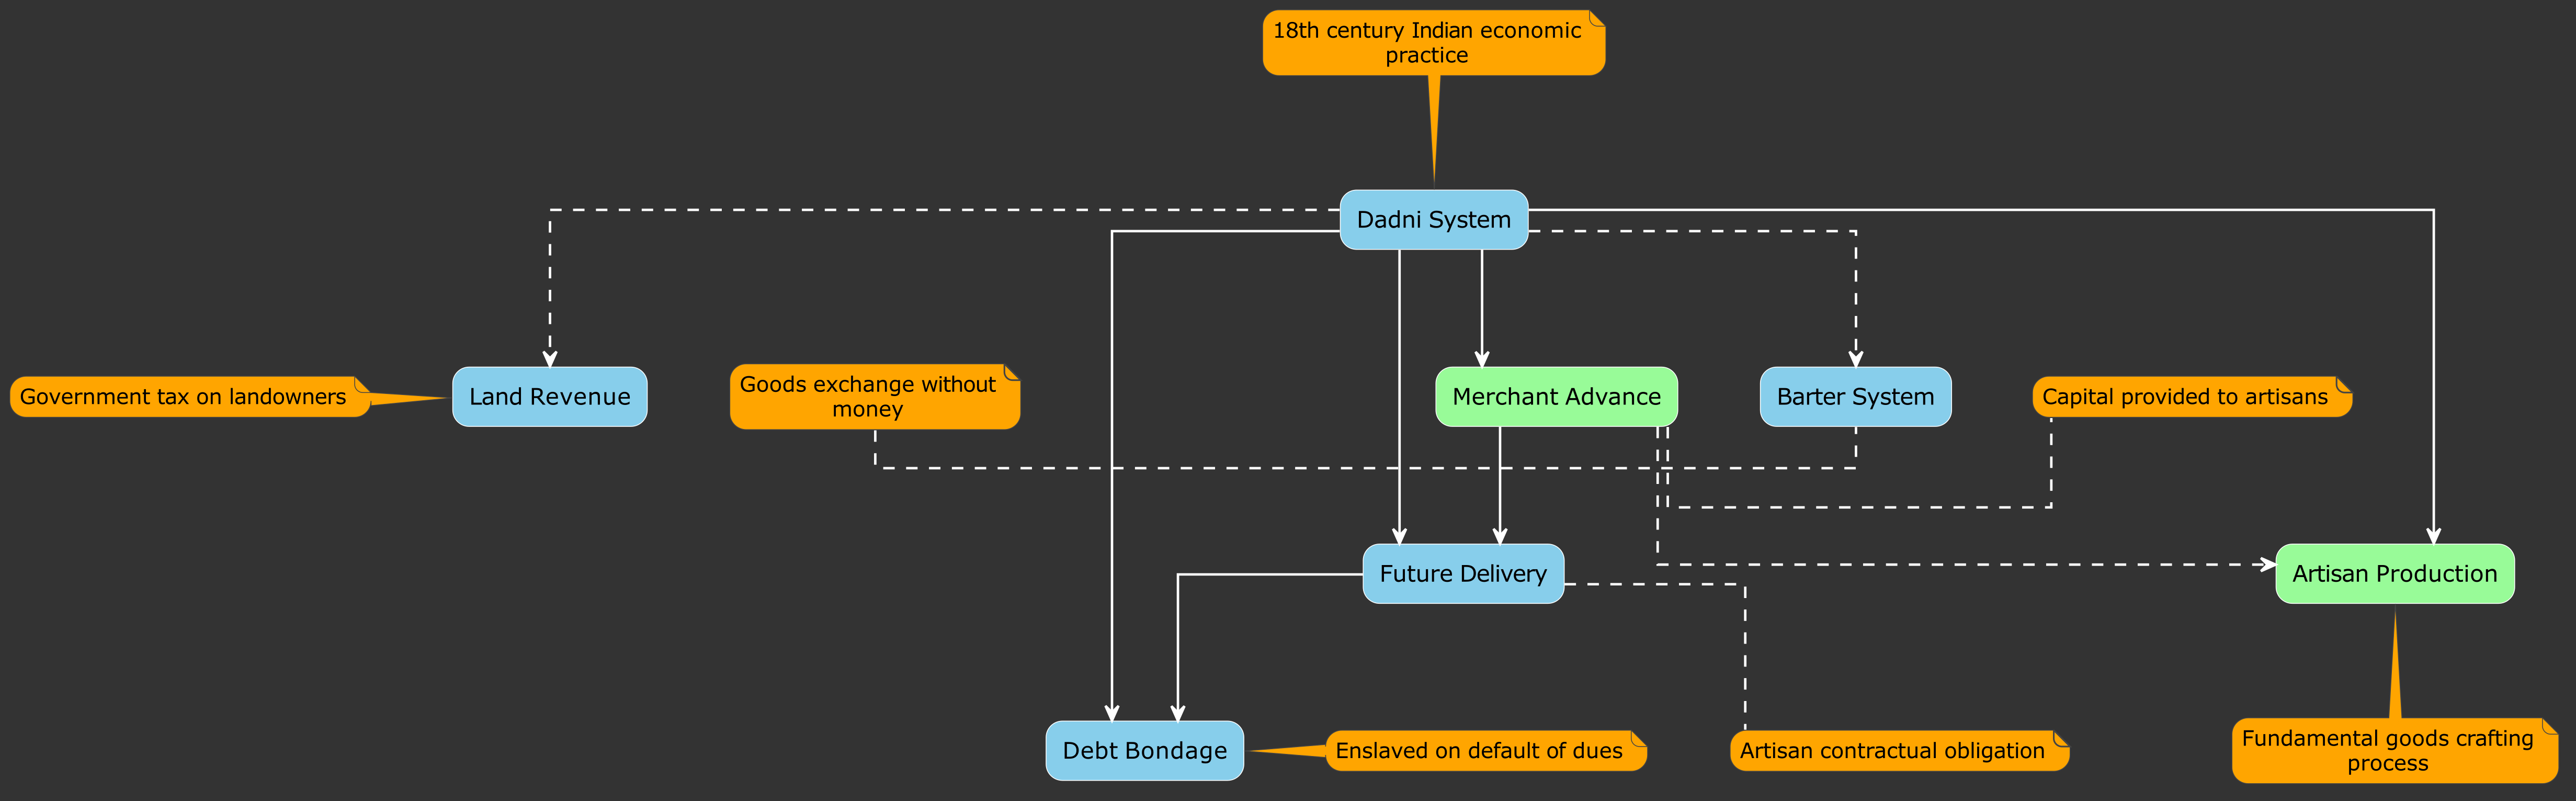 18th century Indian economic
practice
Dadni System
Government tax on landowners
Land Revenue
Goods exchange without
money
Merchant Advance
Barter System
Capital provided to artisans
Future Delivery
Artisan Production
Debt Bondage
Enslaved on default of dues
Artisan contractual obligation
Fundamental goods crafting
process